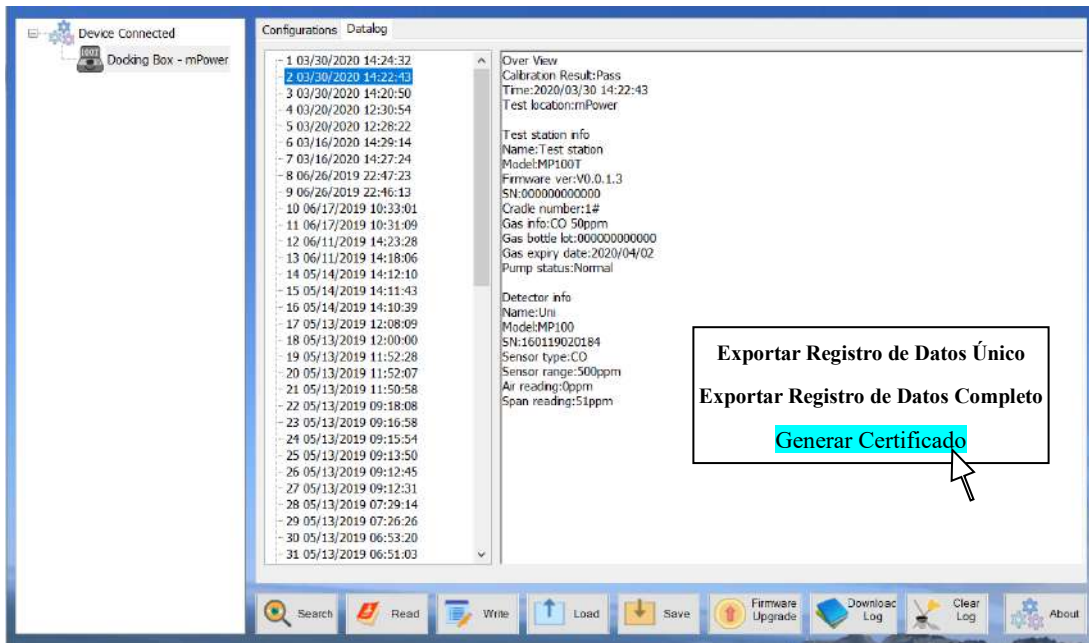 Device Connected
Docking Box - mPower
Configurations Datalog
1 03/30/2020 14:24:32
2 03/30/2020 14:22:43
3 03/30/2020 14:20:50
4 03/20/2020 12:30:54
5 03/20/2020 12:28:22
6 03/16/2020 14:29:14
7 03/16/2020 14:27:24
8 06/26/2019 22:47:23
9 06/26/2019 22:46:13
10 06/17/2019 10:33:01
11 06/17/2019 10:31:09
12 06/11/2019 14:23:28
13 06/11/2019 14:18:06
14 05/14/2019 14:12:10
15 05/14/2019 14:11:43
16 05/14/2019 14:10:39
17 05/13/2019 12:08:09
18 05/13/2019 12:00:00
19 05/13/2019 11:52:28
20 05/13/2019 11:52:07
21 05/13/2019 11:50:58
22 05/13/2019 09:18:08
23 05/13/2019 09:16:58
24 05/13/2019 09:15:54
25 05/13/2019 09:13:50
26 05/13/2019 09:12:45
27 05/13/2019 09:12:31
28 05/13/2019 07:29:14
29 05/13/2019 07:26:26
30 05/13/2019 06:53:20
31 05/13/2019 06:51:03
Over View
Calibration Result:Pass
Time:2020/03/30 14:22:43
Test location:mPower
Test station info
Name:Test station
Model:MP100T
Firmware ver:V0.0.1.3
SN:000000000000
Cradle number:1#
Gas info:CO 50ppm
Gas bottle lot:000000000000
Gas expiry date:2020/04/02
Pump status:Normal
Detector info
Name:Uni
Model:MP100
SN:160119020184
Sensor type:CO
Sensor range:500ppm
Air reading:0ppm
Span reading:51ppm
Exportar Registro de Datos Único
Exportar Registro de Datos Completo
Generar Certificado
Search
Read
Write
Load
Save
Firmware
Upgrade
Download
Log
Clear
Log
About